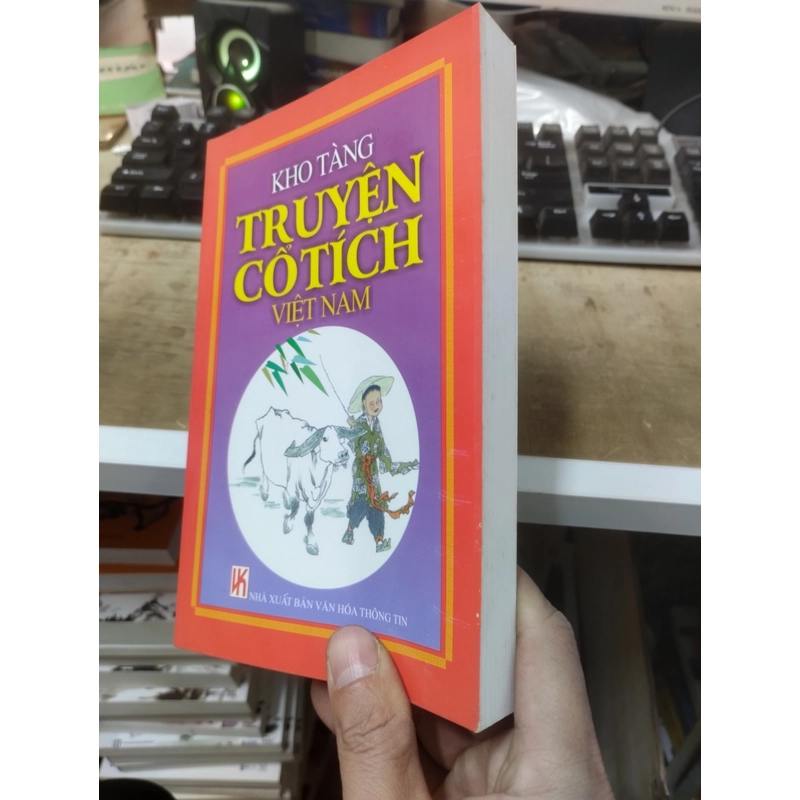 KHO TÀNG
TRUYỆN
CỔ TÍCH
VIỆT NAM
NHÀ XUẤT BẢN VĂN HÓA THÔNG TIN